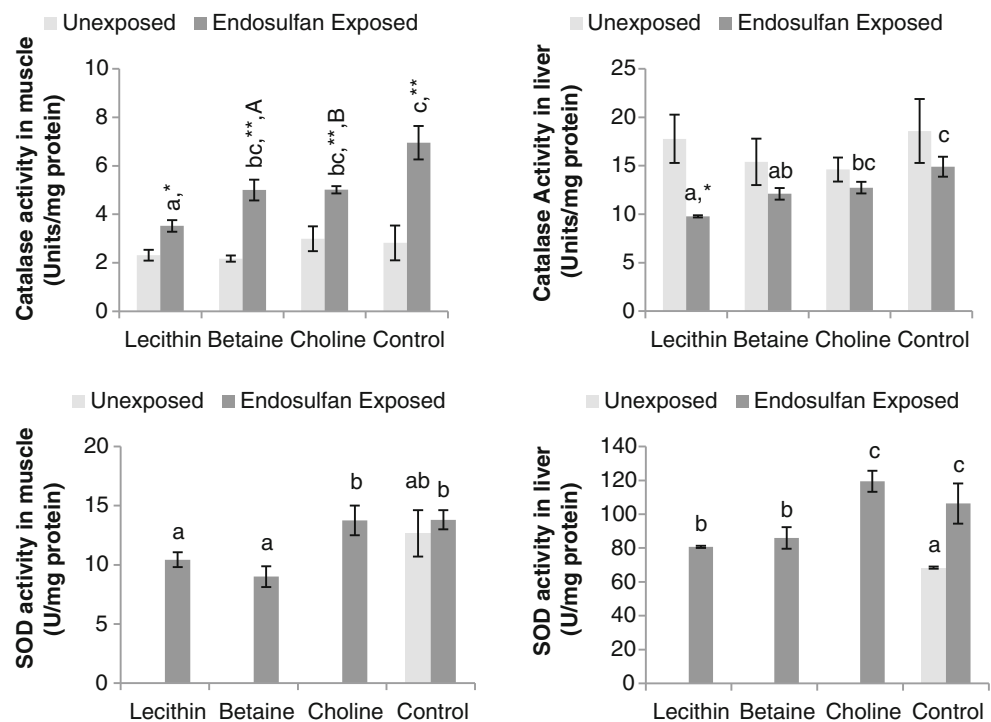 Unexposed Endosulfan Exposed
Catalase activity in muscle
(Units/mg protein)
10
8
6
4
2
0
a,*
bc,**,A
bc,**,B
c,**
Lecithin Betaine Choline Control
Unexposed Endosulfan Exposed
Catalase Activity in liver
(Units/mg protein)
25
20
15
10
5
0
a,*
ab
bc
c
Lecithin Betaine Choline Control
Unexposed Endosulfan Exposed
SOD activity in muscle
(U/mg protein)
20
15
10
5
0
a
a
b
ab
b
Lecithin Betaine Choline Control
Unexposed Endosulfan Exposed
SOD activity in liver
(U/mg protein)
140
120
100
80
60
40
20
0
b
b
c
a
c
Lecithin Betaine Choline Control